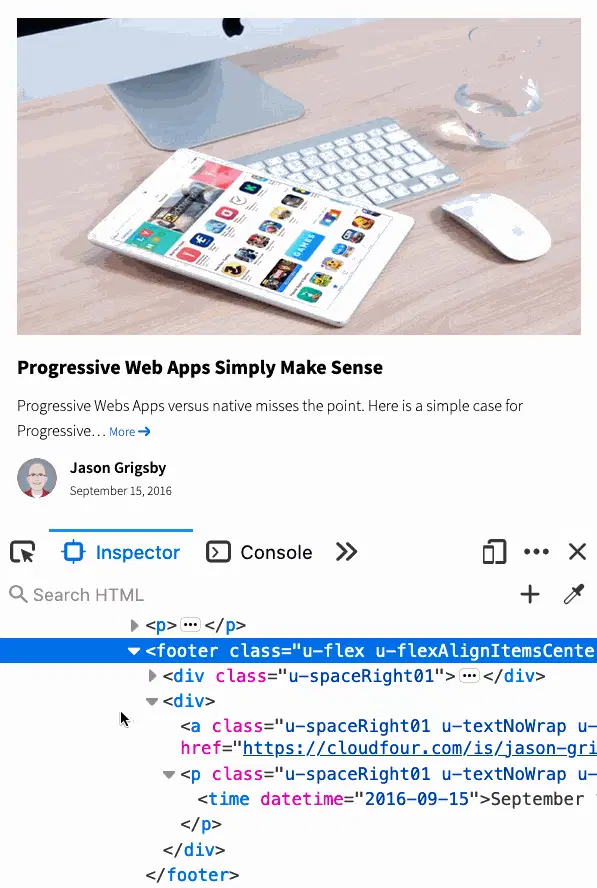 GAMES
Progressive Web Apps Simply Make Sense
Progressive Webs Apps versus native misses the point. Here is a simple case for
Progressive… More →
Jason Grigsby
September 15, 2016
Inspector
Console
Search HTML
<p>…</p>
<footer class="u-flex u-flexAlignItemsCente
<div class="u-spaceRight01">…</div>
<div>
<a class="u-spaceRight01 u-textNoWrap u-
href="https://cloudfour.com/is/jason-gri
<p class="u-spaceRight01 u-textNoWrap u-
<time datetime="2016-09-15">September
</p>
</div>
</footer>